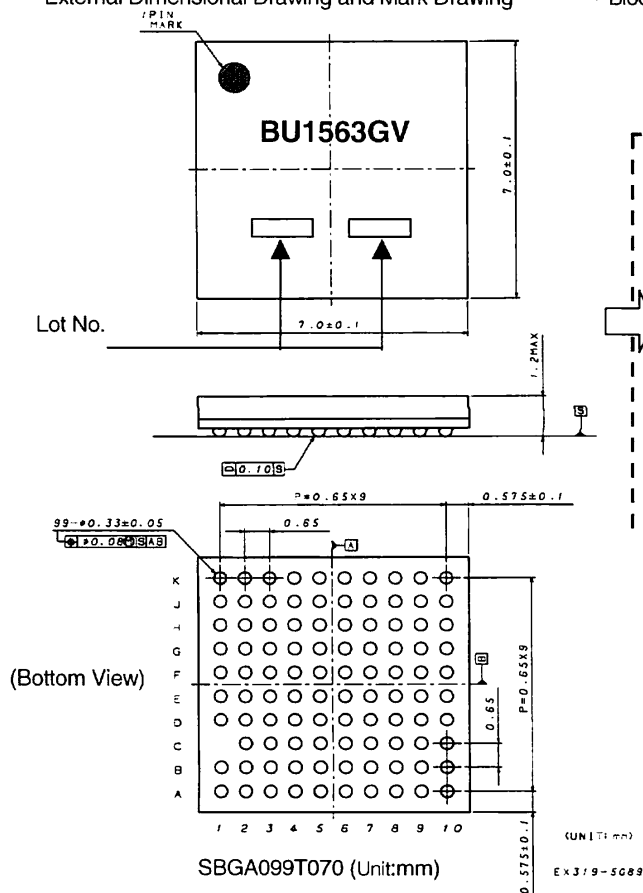 External Dimensional Drawing and Mark Drawing
1PIN
MARK
BU1563GV
7.0±0.1
Lot No.
7.0±0.1
1.2MAX
S
0.10 S
P=0.65X9
0.575±0.1
99-φ0.33±0.05
0.65
φ0.08 Ⓜ S A B
A
K
J
H
G
F
E
D
C
B
A
(Bottom View)
B
P=0.65X9
0.65
1 2 3 4 5 6 7 8 9 10
0.575±0.1
(UNIT: mm)
SBGA099T070 (Unit:mm)